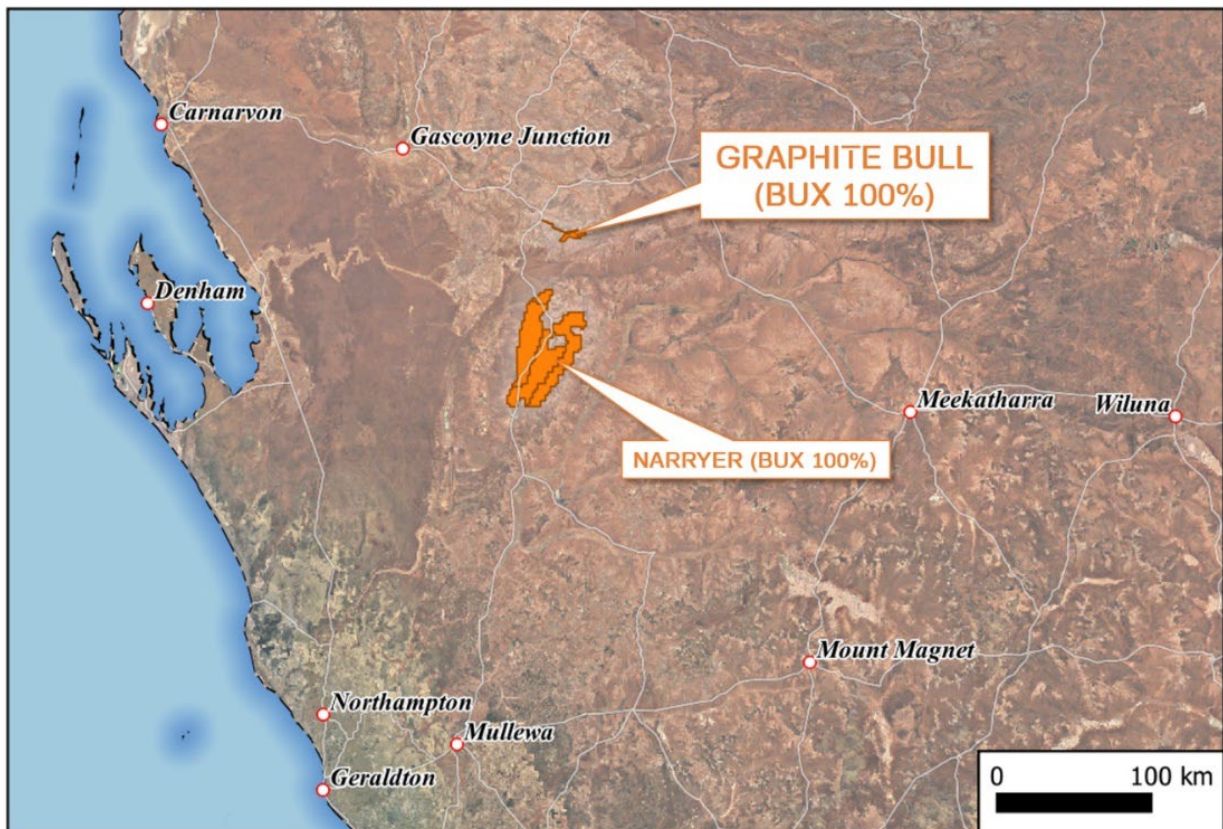 Carnarvon
Gascoyne Junction
GRAPHITE BULL
(BUX 100%)
Denham
Meekatharra
Wiluna
NARRYER (BUX 100%)
Mount Magnet
Northampton
Mullewa
Geraldton
0 100 km